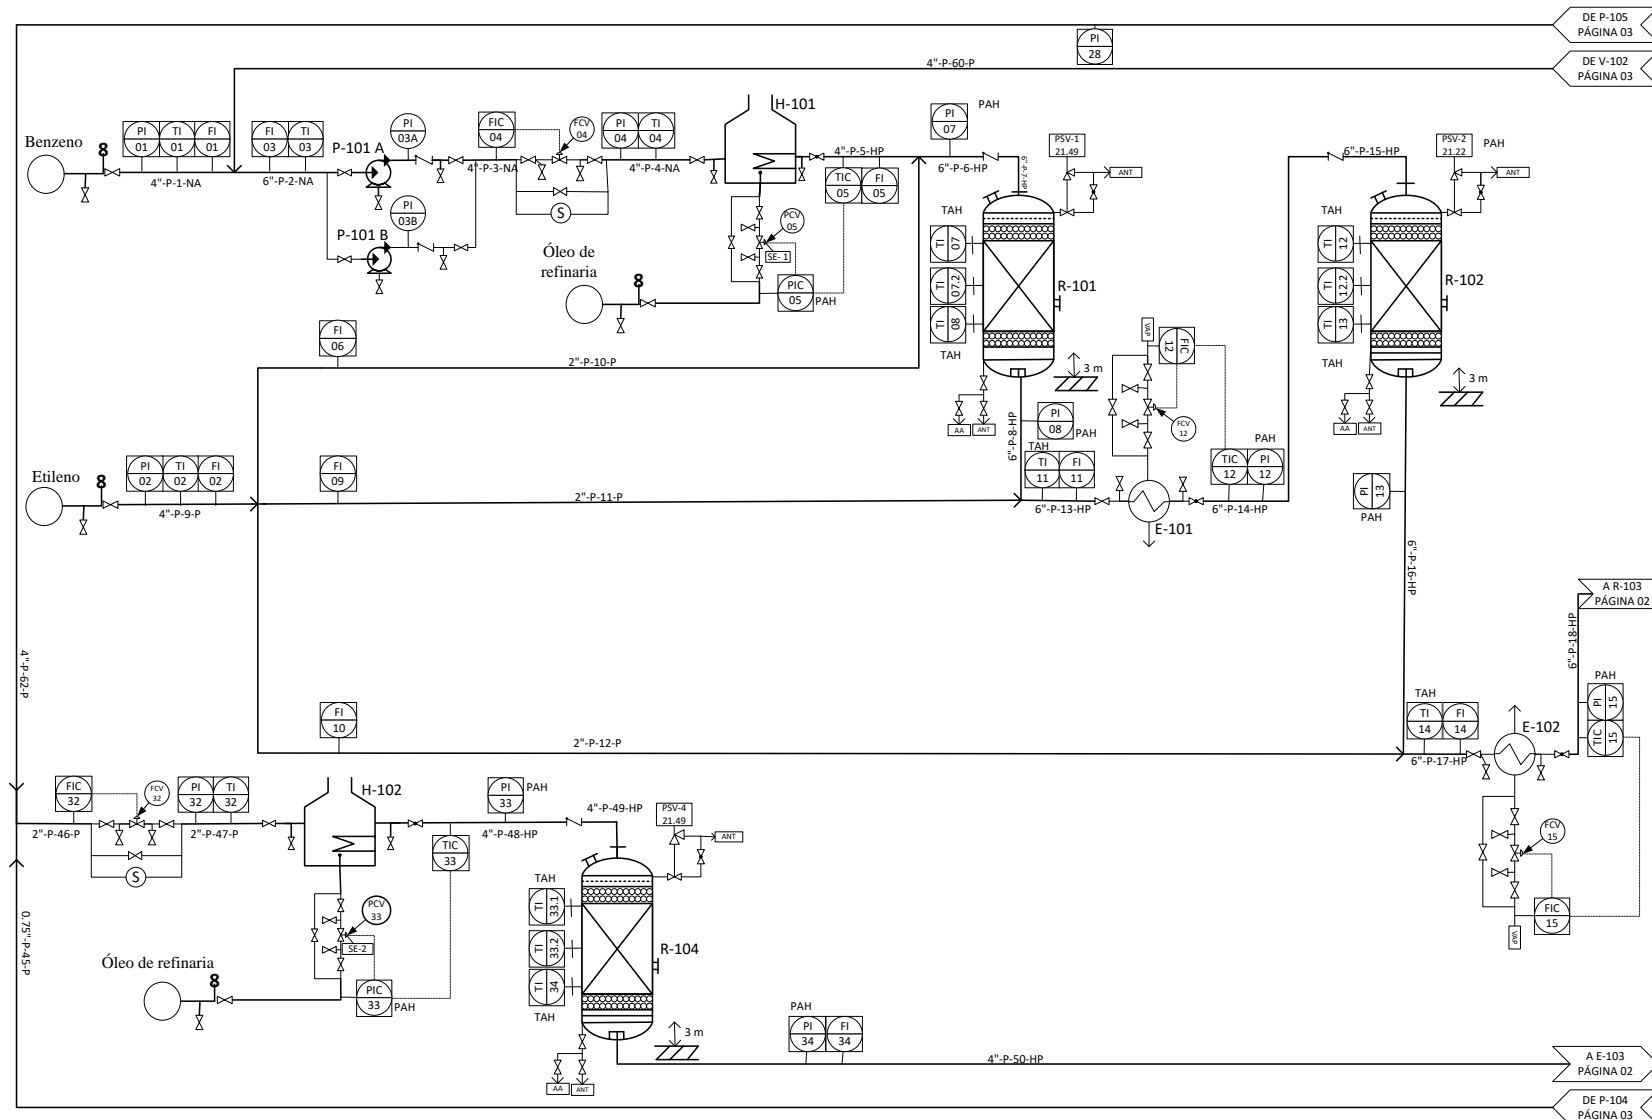 DE P-105
PÁGINA 03
PI
28
4"-P-60-P
DE V-102
PÁGINA 03
Benzeno
8
PI
01
TI
01
FI
01
4"-P-1-NA
FI
03
TI
03
6"-P-2-NA
P-101 A
PI
03A
P-101 B
PI
03B
4"-P-3-NA
FIC
04
FCV
04
S
PI
04
TI
04
4"-P-4-NA
H-101
4"-P-5-HP
TIC
05
FI
05
PCV
05
SE- 1
PIC
05
PAH
Óleo de
refinaria
8
PI
07
PAH
6"-P-6-HP
6"-P-7-HP
PSV-1
21.49
ANT
TAH
TI
07
TI
07.2
TI
08
TAH
R-101
3 m
AA
ANT
6"-P-15-HP
PSV-2
21.22
PAH
ANT
TAH
TI
12
TI
12.2
TI
13
TAH
R-102
3 m
AA
ANT
FI
06
2"-P-10-P
VAP
FIC
12
FCV
12
6"-P-8-HP
PI
08
PAH
TAH
TI
11
FI
11
6"-P-13-HP
E-101
PAH
TIC
12
PI
12
6"-P-14-HP
PI
13
PAH
6"-P-16-HP
Etileno
8
PI
02
TI
02
FI
02
4"-P-9-P
FI
09
2"-P-11-P
A R-103
PÁGINA 02
6"-P-18-HP
4"-P-62-P
FI
10
2"-P-12-P
TAH
TI
14
FI
14
6"-P-17-HP
E-102
PAH
PI
15
TIC
15
FCV
15
FIC
15
VAP
FIC
32
FCV
32
2"-P-46-P
S
PI
32
TI
32
2"-P-47-P
H-102
PI
33
PAH
4"-P-48-HP
TIC
33
4"-P-49-HP
PSV-4
21.49
ANT
PCV
33
SE-2
PIC
33
PAH
Óleo de refinaria
8
0.75"-P-45-P
TAH
TI
33.1
TI
33.2
TI
34
TAH
R-104
3 m
AA
ANT
PAH
PI
34
FI
34
4"-P-50-HP
A E-103
PÁGINA 02
DE P-104
PÁGINA 03